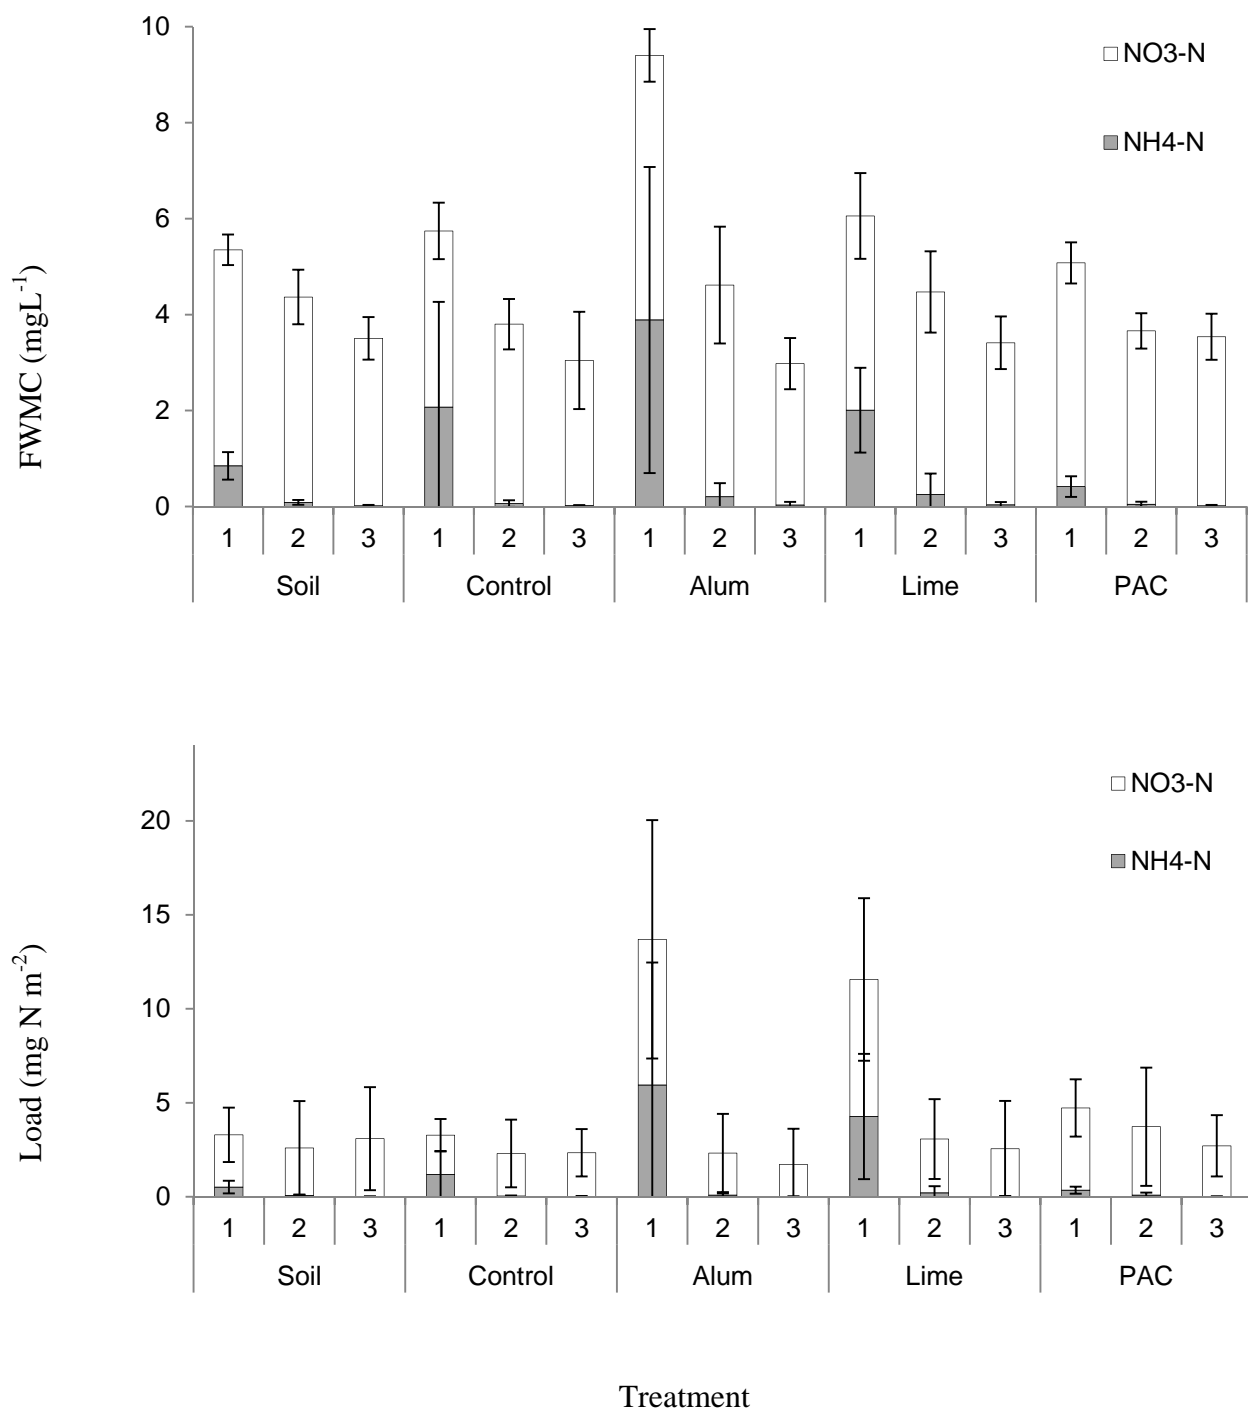 10
8
6
4
2
0
FWMC (mgL-1)
NO3-N
NH4-N
1 2 3 1 2 3 1 2 3 1 2 3 1 2 3
Soil Control Alum Lime PAC
20
15
10
5
0
Load (mg N m-2)
NO3-N
NH4-N
1 2 3 1 2 3 1 2 3 1 2 3 1 2 3
Soil Control Alum Lime PAC
Treatment